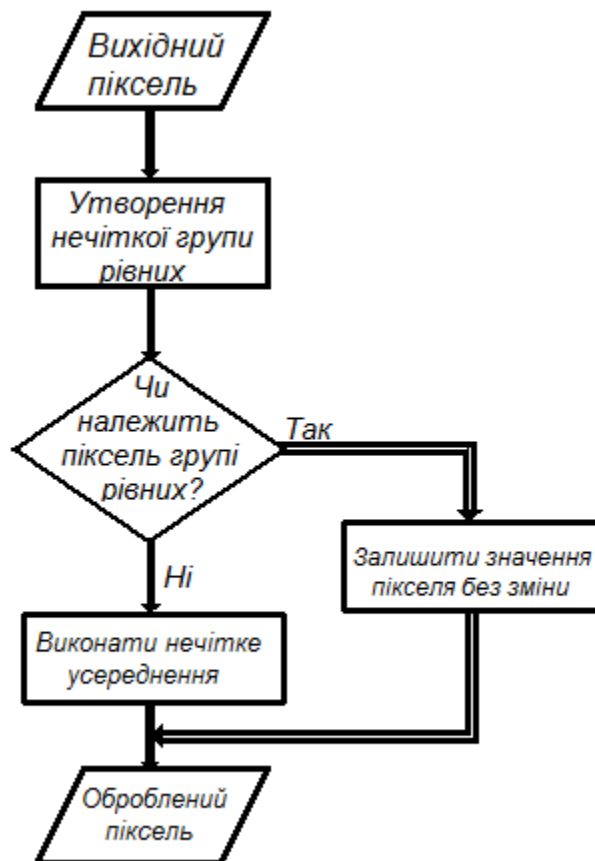 Вихідний
піксель
Утворення
нечіткої групи
рівних
Чи
належить
піксель групі
рівних?
Так
Залишити значення
пікселя без зміни
Ні
Виконати нечітке
усереднення
Оброблений
піксель